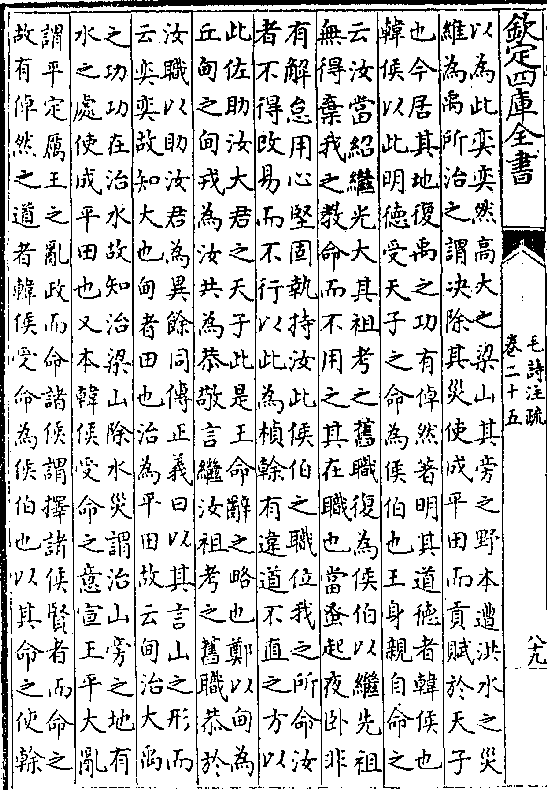 欽定四庫全書
毛詩注疏
卷二十五
以為此奕奕然高大之梁山其旁之野本遭洪水之災
維為禹所治之謂決除其災使成平田而貢賦於天子
也今居其地復禹之功有倬然著明其道德者韓侯也
韓侯以此明德受天子之命為侯伯也王身親自命之
云汝當紹繼光大其祖考之舊職復為侯伯以繼先祖
無得棄我之教命而不用之其在職也當蚤起夜卧非
有解怠用心堅固執持汝此侯伯之職位我之所命汝
者不得改易而不行以此為楨榦有違道不直之方以
此佐助汝大君之天子此是王命辭之略也鄭以甸為
丘甸之甸戎為汝共為恭敬言繼汝祖考之舊職恭於
汝職以助汝君為異餘同傳正義曰以其言山之形而
云奕奕故知大也甸者田也治為平田故云甸治大禹
之功功在治水故知治梁山除水災謂治山旁之地有
水之處使成平田也又本韓侯受命之意宣王平大亂
謂平定厲王之亂政而命諸侯謂擇諸侯賢者而命之
故有倬然之道者韓侯受命為侯伯也以其命之使榦